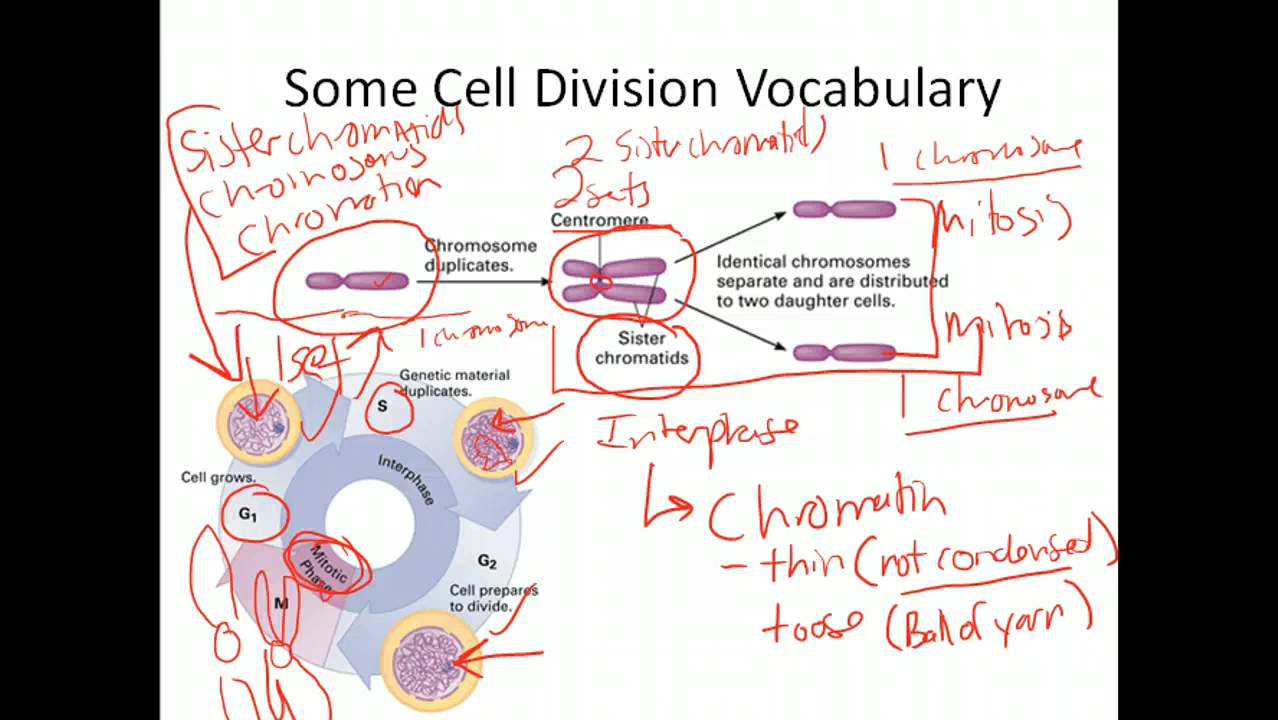 Some Cell Division Vocabulary
Sister chromatids
chromosoms
chromation
2 Sister chromatids
2 sets
1 chromosome
Centromere
Mitosis
Chromosome
duplicates.
Identical chromosomes
separate and are distributed
to two daughter cells.
1 chromosome
Mitosis
Sister
chromatids
1 set
Genetic material
duplicates.
1 chromosome
S
Interphase
Interphase
Cell grows.
G1
Chromatin
Mitotic
Phase
G2
- thin (not condensed)
Cell prepares
to divide.
M
loose (Ball of yarn)